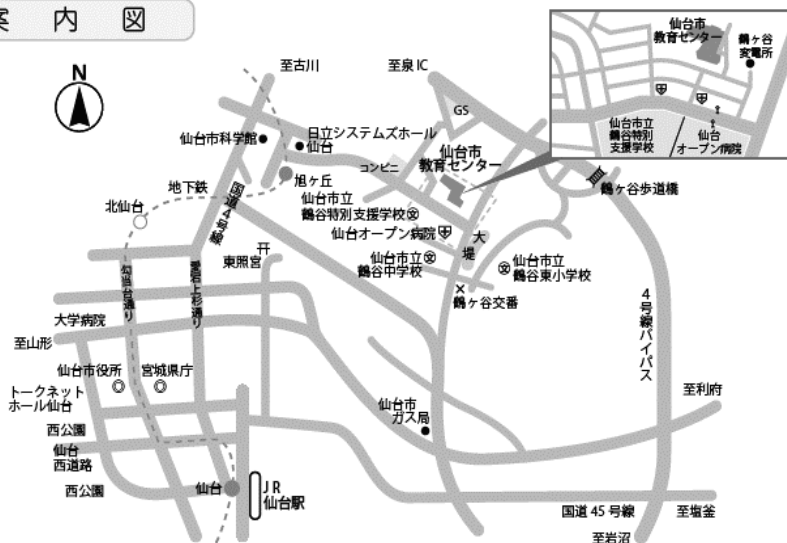 案内図
N
至古川
至泉IC
GS
仙台市
教育センター
鶴ヶ谷
変電所
仙台市立
鶴谷特別
支援学校
仙台
オープン病院
仙台市科学館
日立システムズホール
仙台
コンビニ
仙台市
教育センター
鶴ヶ谷歩道橋
地下鉄
旭ヶ丘
国道4号線
仙台市立
鶴谷特別支援学校
北仙台
仙台オープン病院
大堤
東照宮
仙台市立
鶴谷中学校
仙台市立
鶴谷東小学校
勾当台通り
愛宕上杉通り
鶴ヶ谷交番
4号線バイパス
大学病院
至山形
仙台市役所
宮城県庁
トークネット
ホール仙台
至利府
仙台市
ガス局
西公園
仙台
西道路
西公園
仙台
JR
仙台駅
国道45号線
至塩釜
至岩沼